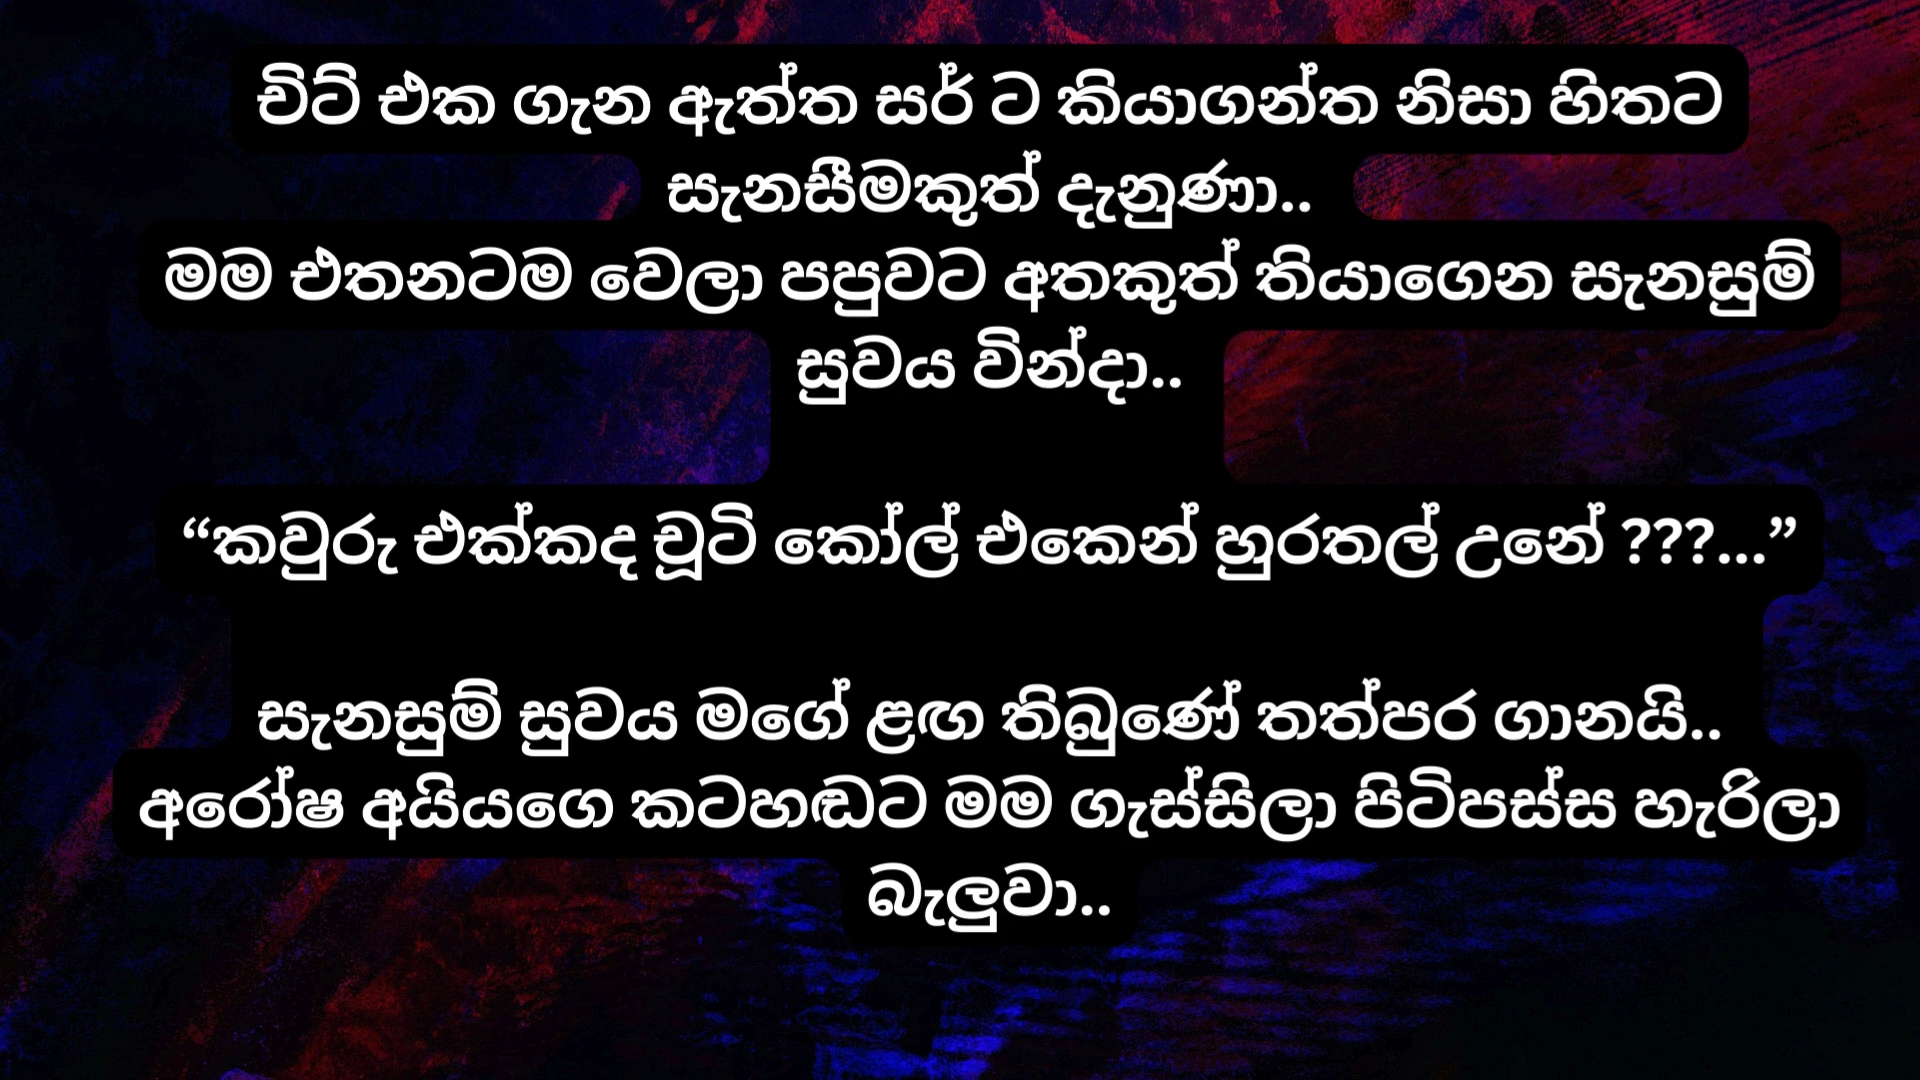 චිට් එක ගැන ඇත්ත සර් ට කියාගන්ත නිසා හිතට
සැනසීමකුත් දැනුණා..
මම එතනටම වෙලා පපුවට අතකුත් තියාගෙන සැනසුම්
සුවය වින්දා..
“කවුරු එක්කද චූටි කෝල් එකෙන් හුරතල් උනේ ???...”
සැනසුම් සුවය මගේ ළඟ තිබුණේ තත්පර ගානයි..
අරෝෂ අයියගෙ කටහඬට මම ගැස්සිලා පිටිපස්ස හැරිලා
බැලුවා..